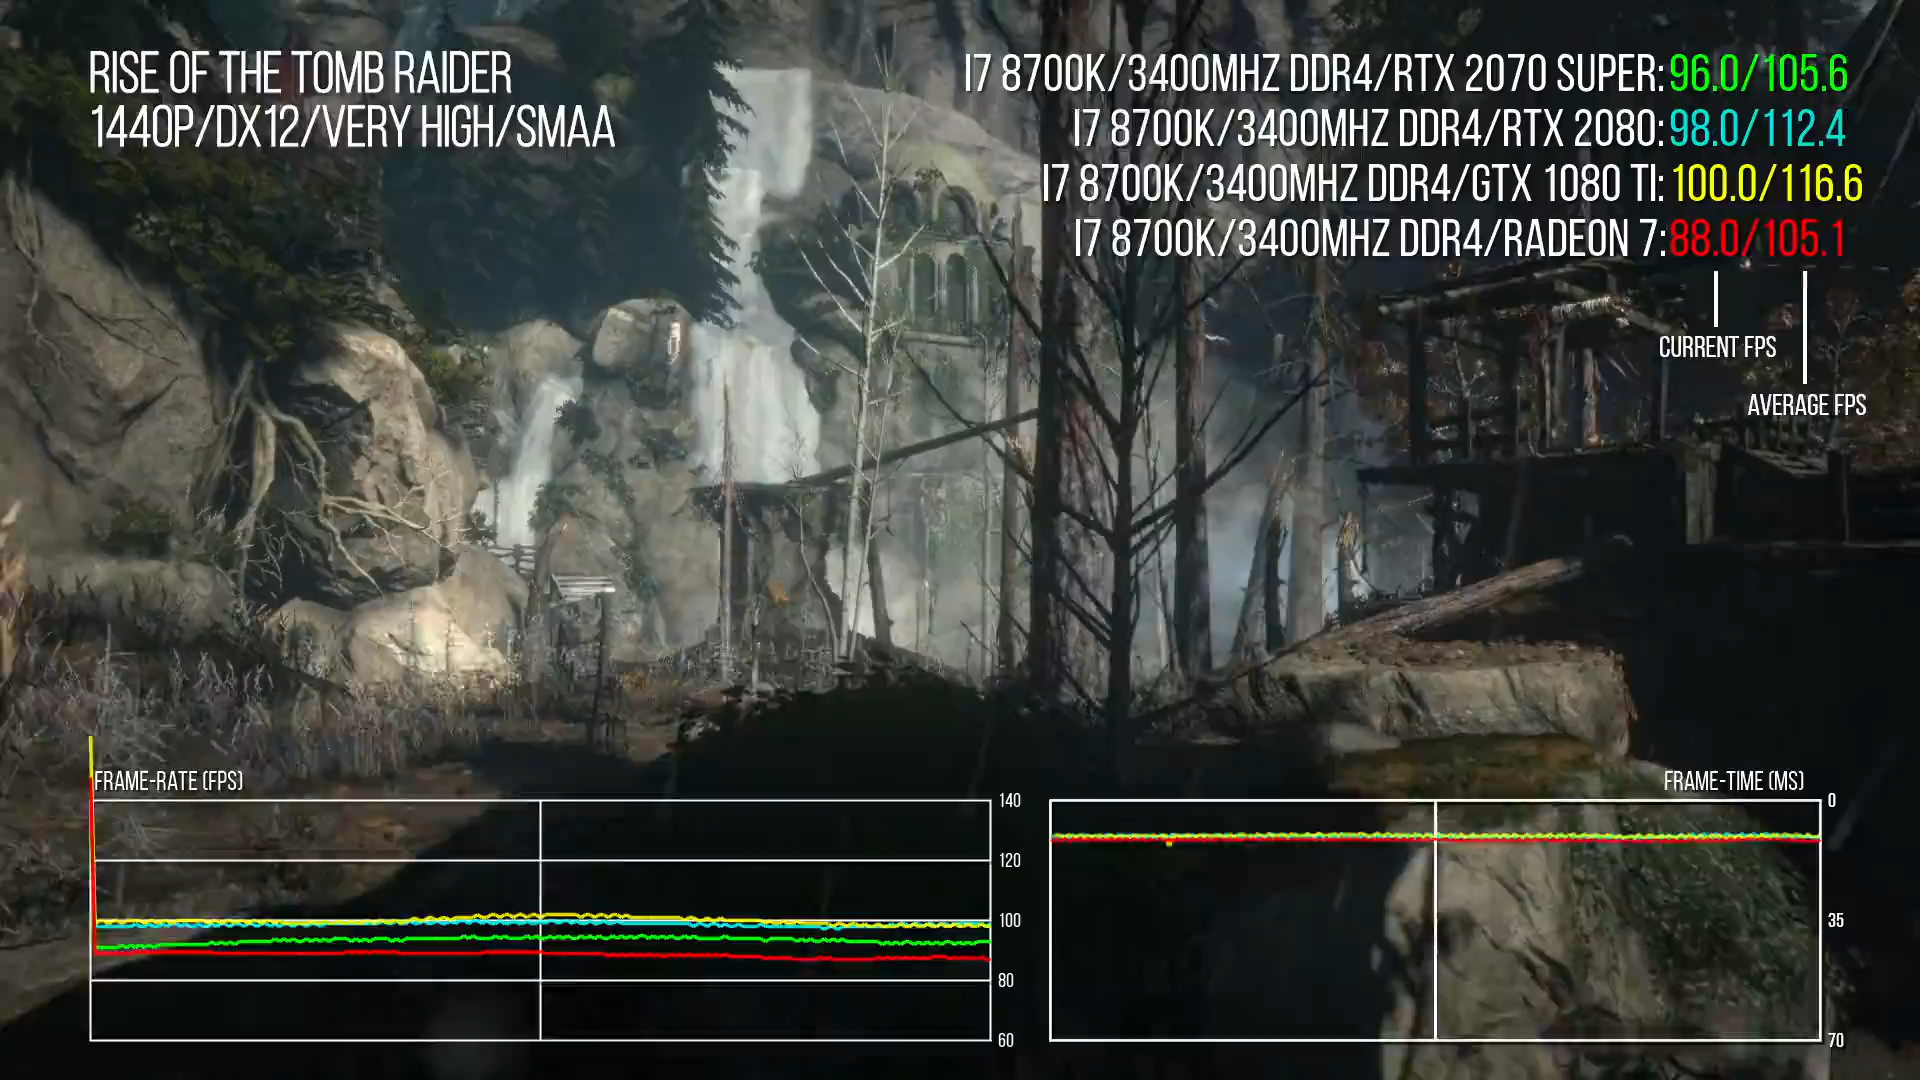 RISE OF THE TOMB RAIDER
1440P/DX12/VERY HIGH/SMAA
I7 8700K/3400MHZ DDR4/RTX 2070 SUPER: 96.0/105.6
I7 8700K/3400MHZ DDR4/RTX 2080: 98.0/112.4
I7 8700K/3400MHZ DDR4/GTX 1080 TI: 100.0/116.6
I7 8700K/3400MHZ DDR4/RADEON 7: 88.0/105.1
CURRENT FPS
AVERAGE FPS
FRAME-RATE (FPS)
140
120
100
80
60
FRAME-TIME (MS)
0
35
70